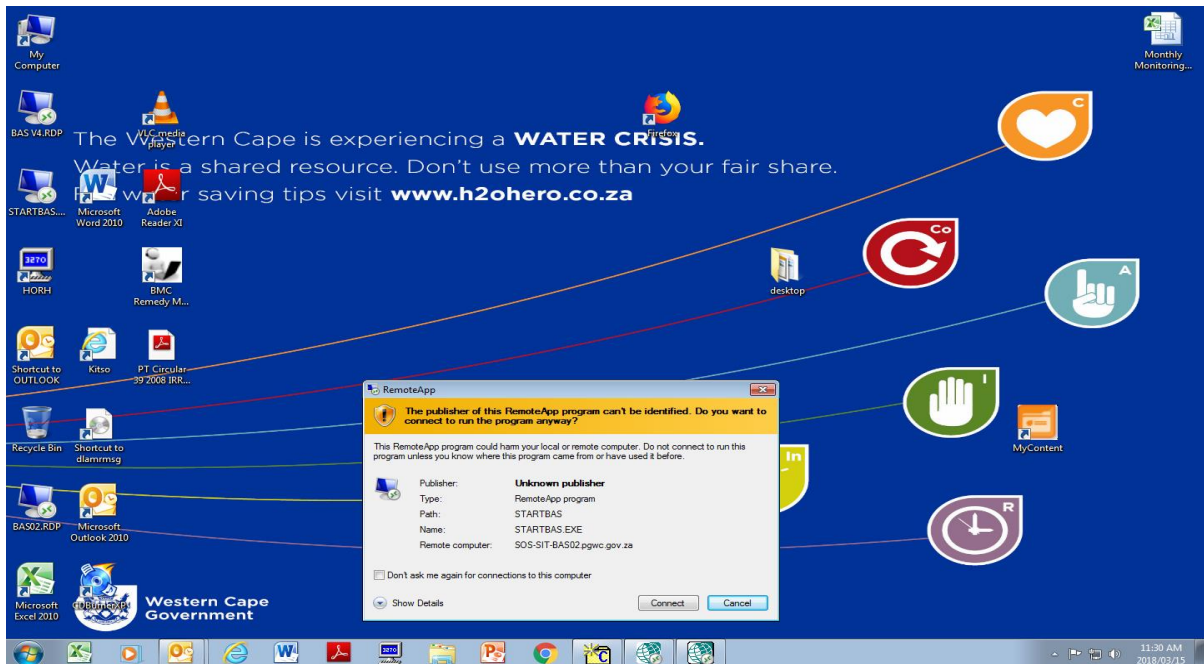 My
Computer
Monthly
Monitoring...
C
BAS V4.RDP
VLC media
player
Firefox
The Western Cape is experiencing a WATER CRISIS.
Water is a shared resource. Don't use more than your fair share.
saving tips visit www.h2ohero.co.za
STARTBAS....
Microsoft
Word 2010
Adobe
Reader XI
Co
3270
HORH
BMC
Remedy M...
desktop
A
Shortcut to
OUTLOOK
Kitso
PT Circular
39 2008 IRR...
I
RemoteApp
The publisher of this RemoteApp program can't be identified. Do you want to
connect to run the program anyway?
This RemoteApp program could harm your local or remote computer. Do not connect to run this
program unless you know where this program came from or have used it before.
Publisher: Unknown publisher
Type: RemoteApp program
Path: STARTBAS
Name: STARTBAS.EXE
Remote computer: SOS-SIT-BAS02.pgwc.gov.za
Don't ask me again for connections to this computer
Show Details
Connect
Cancel
Recycle Bin
Shortcut to
dlamrmsg
In
MyContent
BAS02.RDP
Microsoft
Outlook 2010
R
Microsoft
Excel 2010
CDBurnerXP
Western Cape
Government
3270
11:30 AM
2018/03/15